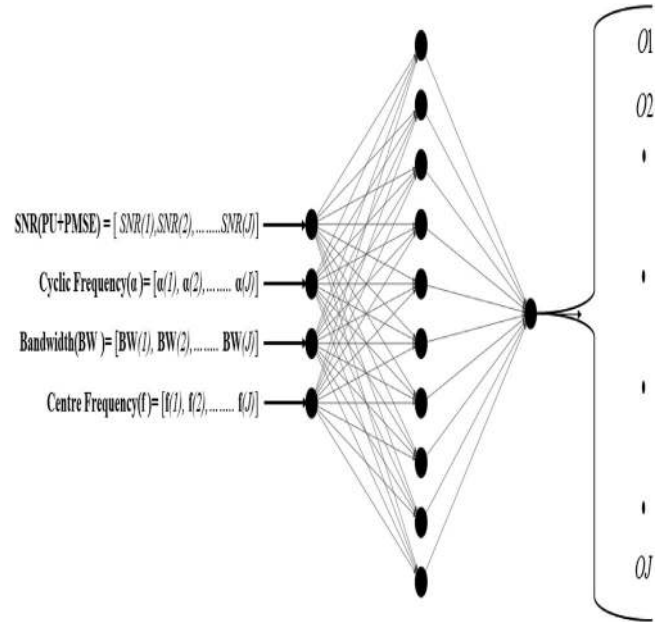 SNR(PU+PMSE) = [ SNR(1),SNR(2),........SNR(J)]
Cyclic Frequency(α )= [α(1), α(2),........ α(J)]
Bandwidth(BW )= [BW(1), BW(2),........ BW(J)]
Centre Frequency(f )= [f(1), f(2),........ f(J)]
O1
O2
OJ